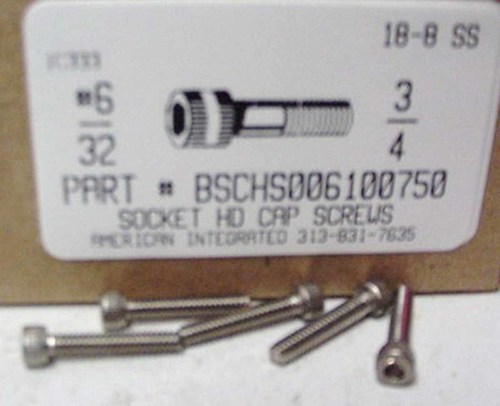 18-8 SS
#6
32
3
4
PART # BSCHS006100750
SOCKET HD CAP SCREWS
AMERICAN INTEGRATED 313-831-7635